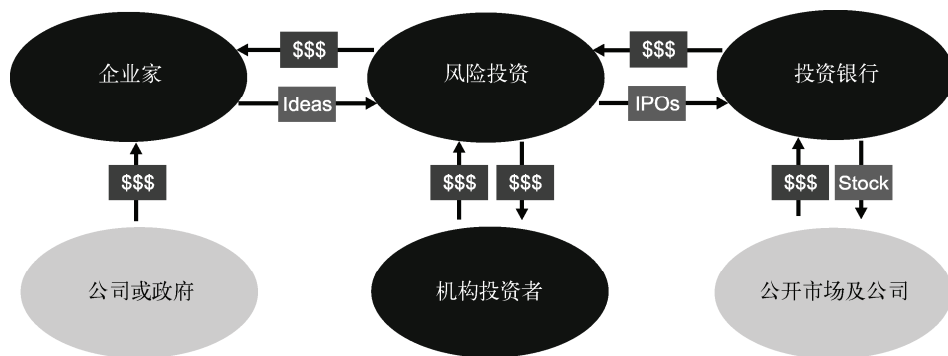 $$$
$$$
企业家
风险投资
投资银行
Ideas
IPOs
$$$
$$$
$$$
$$$
Stock
公司或政府
机构投资者
公开市场及公司